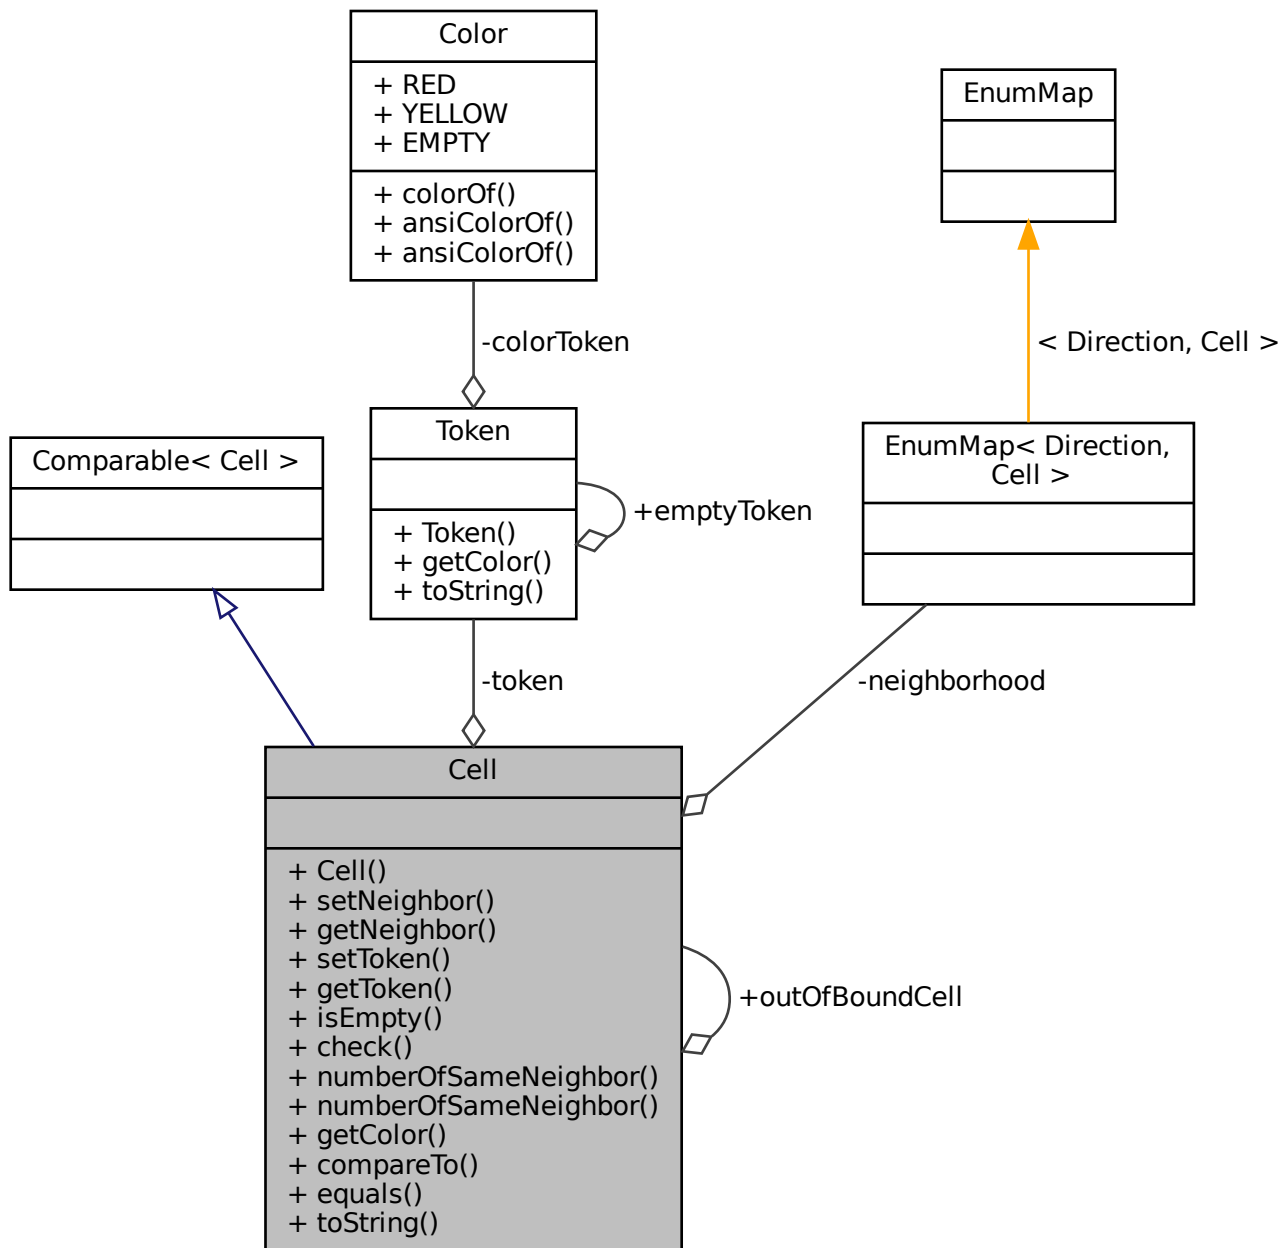 Color
+ RED
+ YELLOW
+ EMPTY
+ colorOf()
+ ansiColorOf()
+ ansiColorOf()
EnumMap
-colorToken
< Direction, Cell >
Comparable< Cell >
Token
+ Token()
+ getColor()
+ toString()
+emptyToken
EnumMap< Direction,
Cell >
-token
-neighborhood
Cell
+ Cell()
+ setNeighbor()
+ getNeighbor()
+ setToken()
+ getToken()
+ isEmpty()
+ check()
+ numberOfSameNeighbor()
+ numberOfSameNeighbor()
+ getColor()
+ compareTo()
+ equals()
+ toString()
+outOfBoundCell